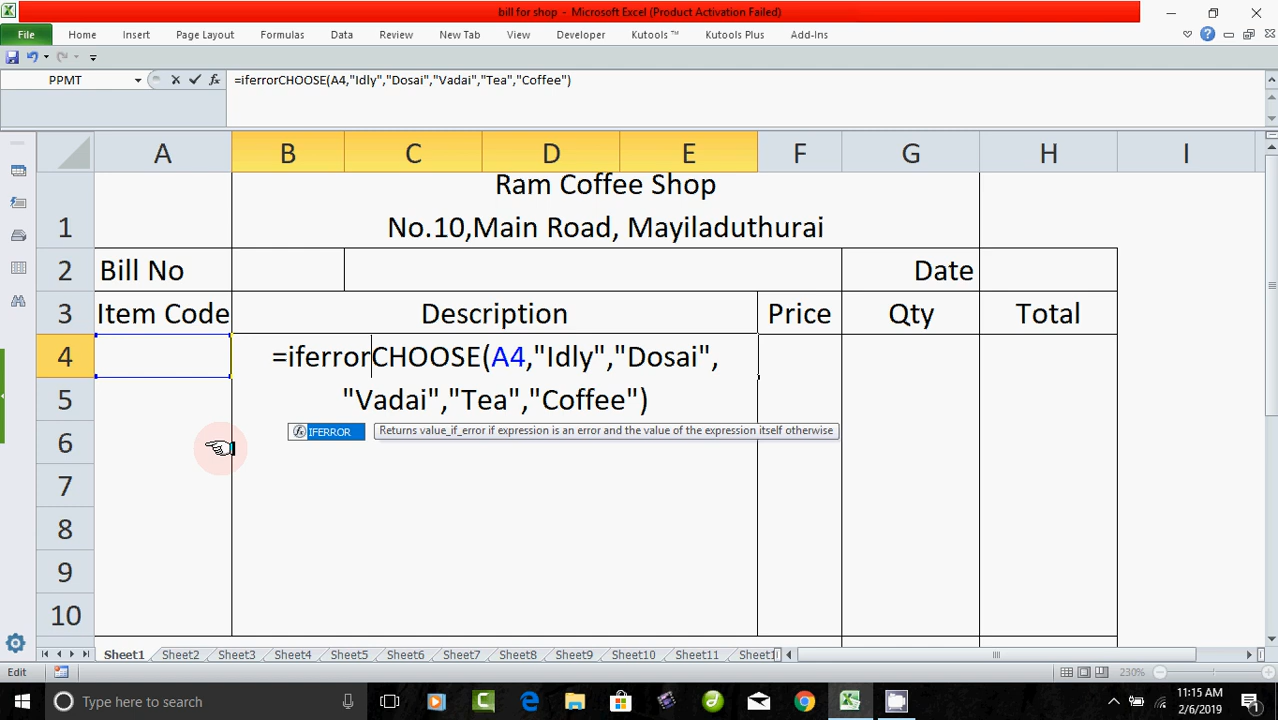 bill for shop - Microsoft Excel (Product Activation Failed)
File Home Insert Page Layout Formulas Data Review New Tab View Developer Kutools ™ Kutools Plus Add-Ins
PPMT fx =iferrorCHOOSE(A4,"Idly","Dosai","Vadai","Tea","Coffee")
A B C D E F G H I
Ram Coffee Shop
1 No.10,Main Road, Mayiladuthurai
2 Bill No Date
3 Item Code Description Price Qty Total
4 =iferrorCHOOSE(A4,"Idly","Dosai",
5 "Vadai","Tea","Coffee")
fx IFERROR Returns value_if_error if expression is an error and the value of the expression itself otherwise
6
7
8
9
10
Sheet1 Sheet2 Sheet3 Sheet4 Sheet5 Sheet6 Sheet7 Sheet8 Sheet9 Sheet10 Sheet11 Sheet1
Edit 230%
Type here to search 11:15 AM
2/6/2019